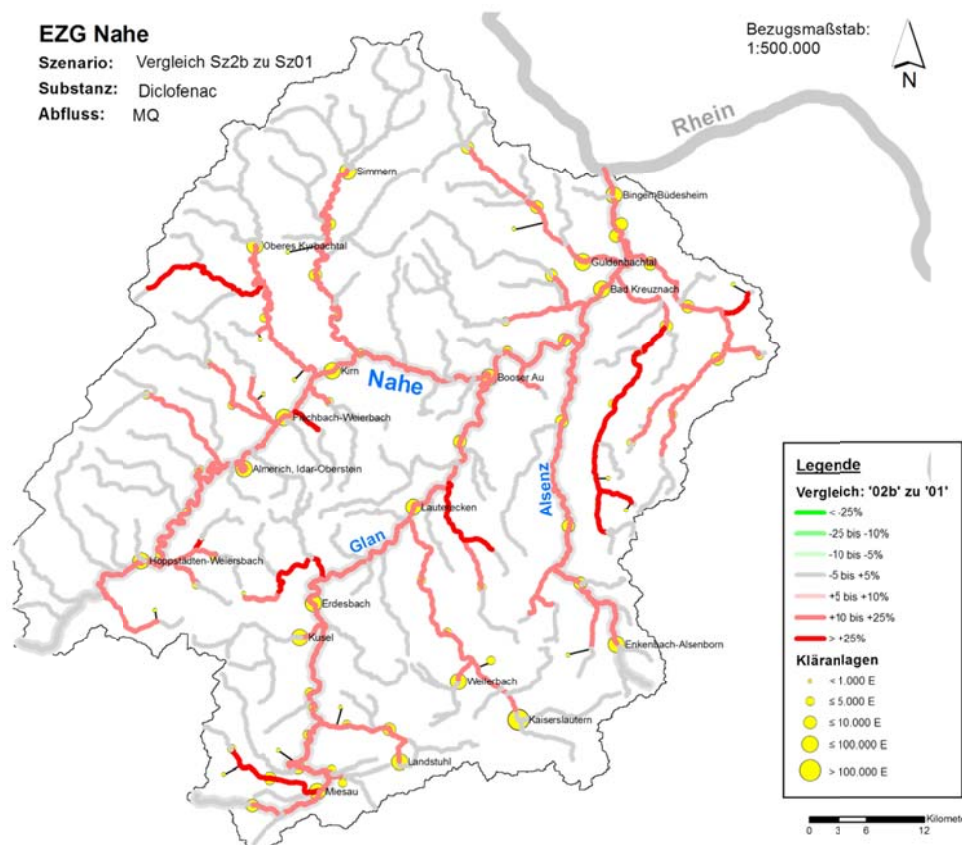 EZG Nahe
Szenario: Vergleich Sz2b zu Sz01
Substanz: Diclofenac
Abfluss: MQ
Bezugsmaßstab:
1:500.000
N
Rhein
Simmern
Bingen-Büdesheim
Oberes Kyrbachtal
Guldenbachtal
Bad Kreuznach
Kirn
Nahe
Booser Au
Fischbach-Weierbach
Almerich, Idar-Oberstein
Lauterecken
Alsenz
Glan
Hoppstädten-Weiersbach
Erdesbach
Kusel
Enkenbach-Alsenborn
Weilerbach
Kaiserslautern
Landstuhl
Miesau
Legende
Vergleich: '02b' zu '01'
< -25%
-25 bis -10%
-10 bis -5%
-5 bis +5%
+5 bis +10%
+10 bis +25%
> +25%
Kläranlagen
< 1.000 E
≤ 5.000 E
≤ 10.000 E
≤ 100.000 E
> 100.000 E
Kilomete
0 3 6 12